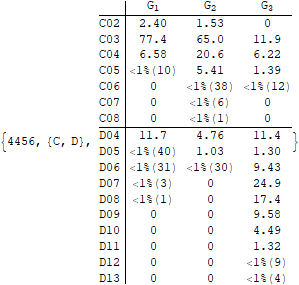 G₁ G₂ G₃
C02 2.40 1.53 0
C03 77.4 65.0 11.9
C04 6.58 20.6 6.22
C05 <1%(10) 5.41 1.39
C06 0 <1%(38) <1%(12)
C07 0 <1%(6) 0
C08 0 <1%(1) 0
{4456, {C, D}, D04 11.7 4.76 11.4 }
D05 <1%(40) 1.03 1.30
D06 <1%(31) <1%(30) 9.43
D07 <1%(3) 0 24.9
D08 <1%(1) 0 17.4
D09 0 0 9.58
D10 0 0 4.49
D11 0 0 1.32
D12 0 0 <1%(9)
D13 0 0 <1%(4)